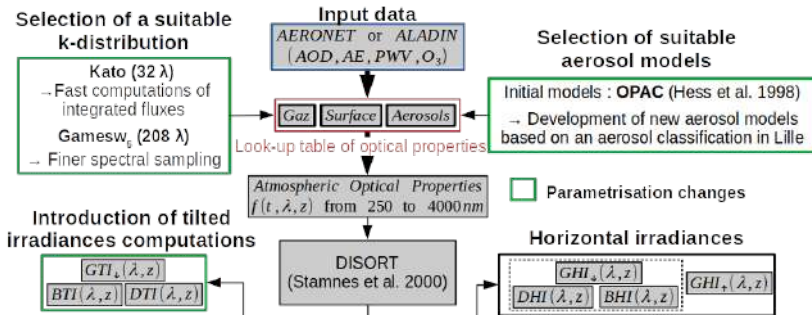 Selection of a suitable
k-distribution
Kato (32 λ)
→Fast computations of
integrated fluxes
Gamesw₅ (208 λ)
→ Finer spectral sampling
Input data
AERONET or ALADIN
(AOD, AE, PWV, O₃)
Gaz Surface Aerosols
Look-up table of optical properties
Selection of suitable
aerosol models
Initial models : OPAC (Hess et al. 1998)
→ Development of new aerosol models
based on an aerosol classification in Lille
Atmospheric Optical Properties
f(t,λ,z) from 250 to 4000nm
Parametrisation changes
Introduction of tilted
irradiances computations
GTI↓(λ,z)
BTI(λ,z) DTI(λ,z)
DISORT
(Stamnes et al. 2000)
Horizontal irradiances
GHI↓(λ,z)
DHI(λ,z) BHI(λ,z)
GHI↑(λ,z)